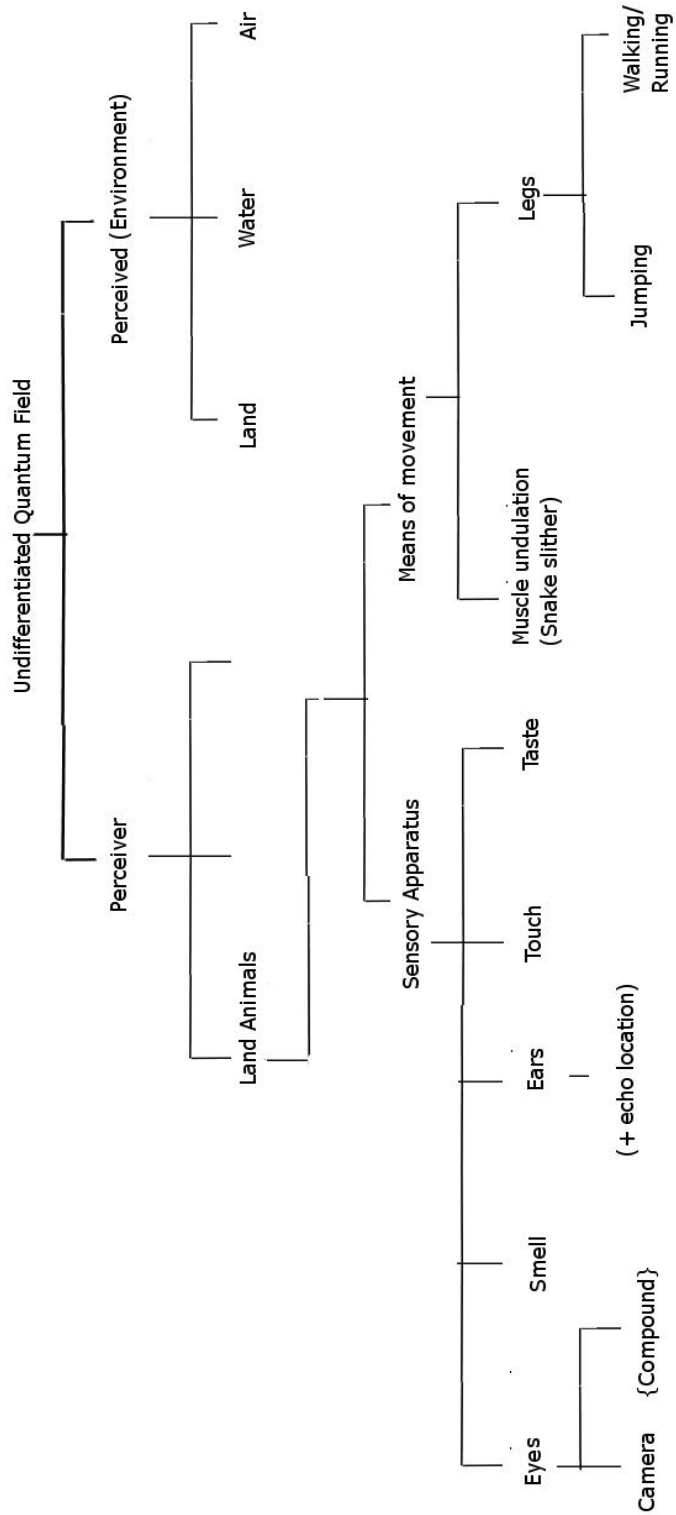 Undifferentiated Quantum Field
Perceiver
Perceived (Environment)
Land Animals
Land
Water
Air
Sensory Apparatus
Means of movement
Eyes
Smell
Ears
Touch
Taste
Muscle undulation
(Snake slither)
Legs
Camera
{Compound}
(+ echo location)
Jumping
Walking/
Running